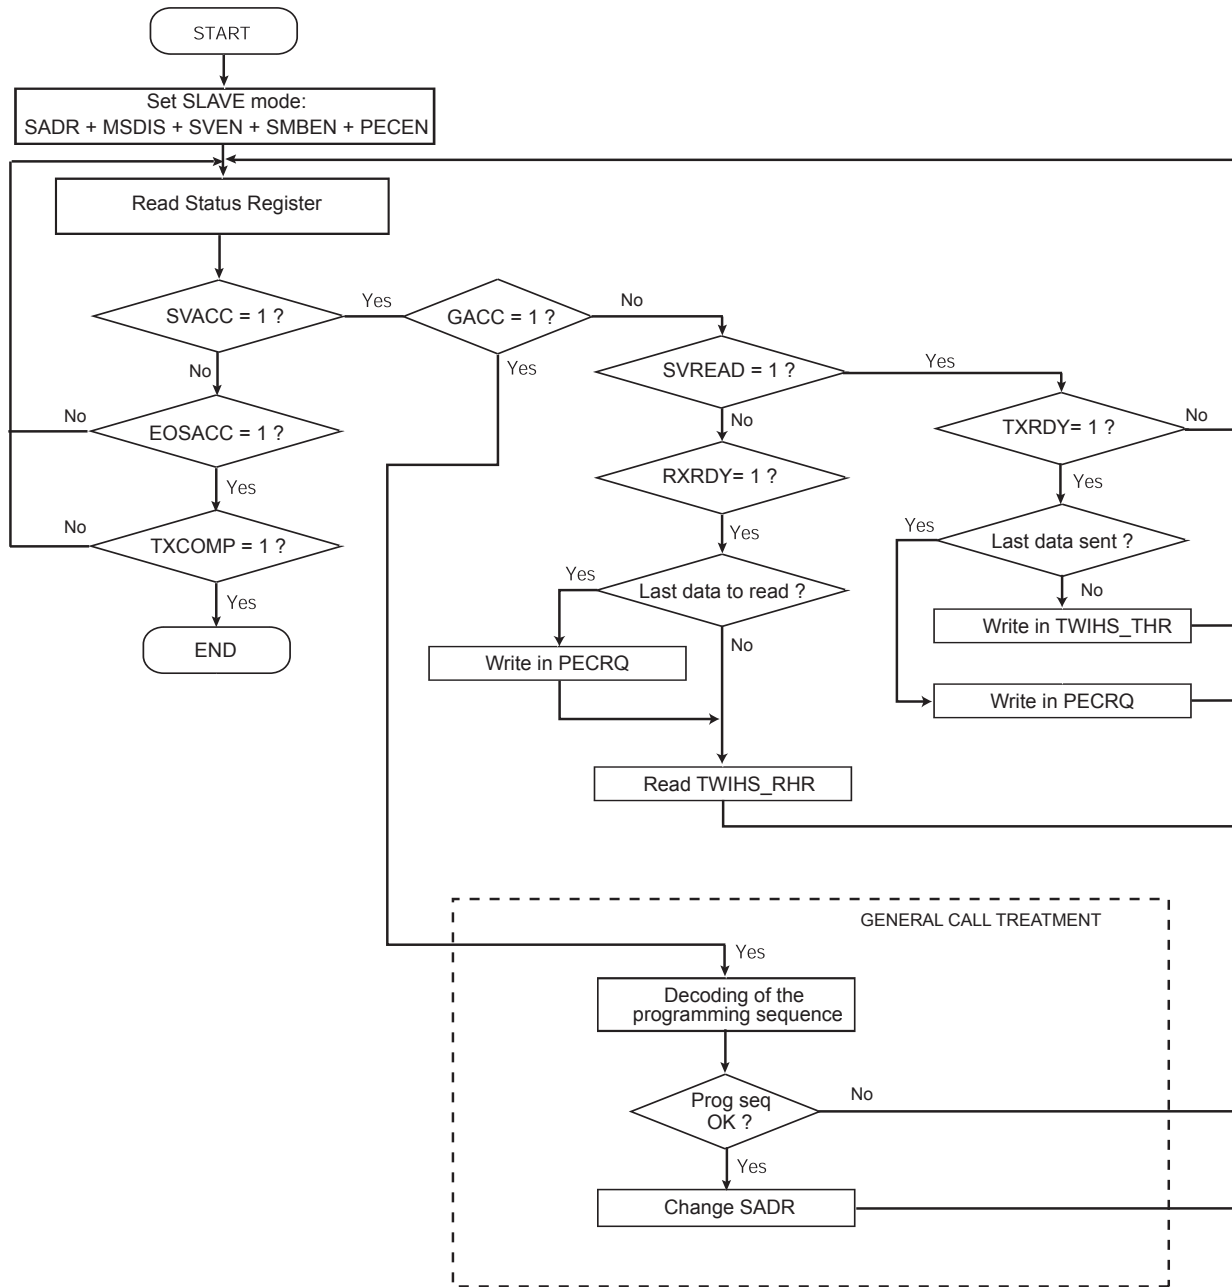 START
Set SLAVE mode:
SADR + MSDIS + SVEN + SMBEN + PECEN
Read Status Register
SVACC = 1 ?
Yes
GACC = 1 ?
No
SVREAD = 1 ?
Yes
No
Yes
EOSACC = 1 ?
No
Yes
No
RXRDY= 1 ?
TXRDY= 1 ?
No
Yes
Yes
TXCOMP = 1 ?
No
Yes
END
Last data to read ?
Yes
No
Write in PECRQ
Last data sent ?
Yes
No
Write in TWIHS_THR
Write in PECRQ
Read TWIHS_RHR
GENERAL CALL TREATMENT
Yes
Decoding of the
programming sequence
Prog seq
OK ?
No
Yes
Change SADR